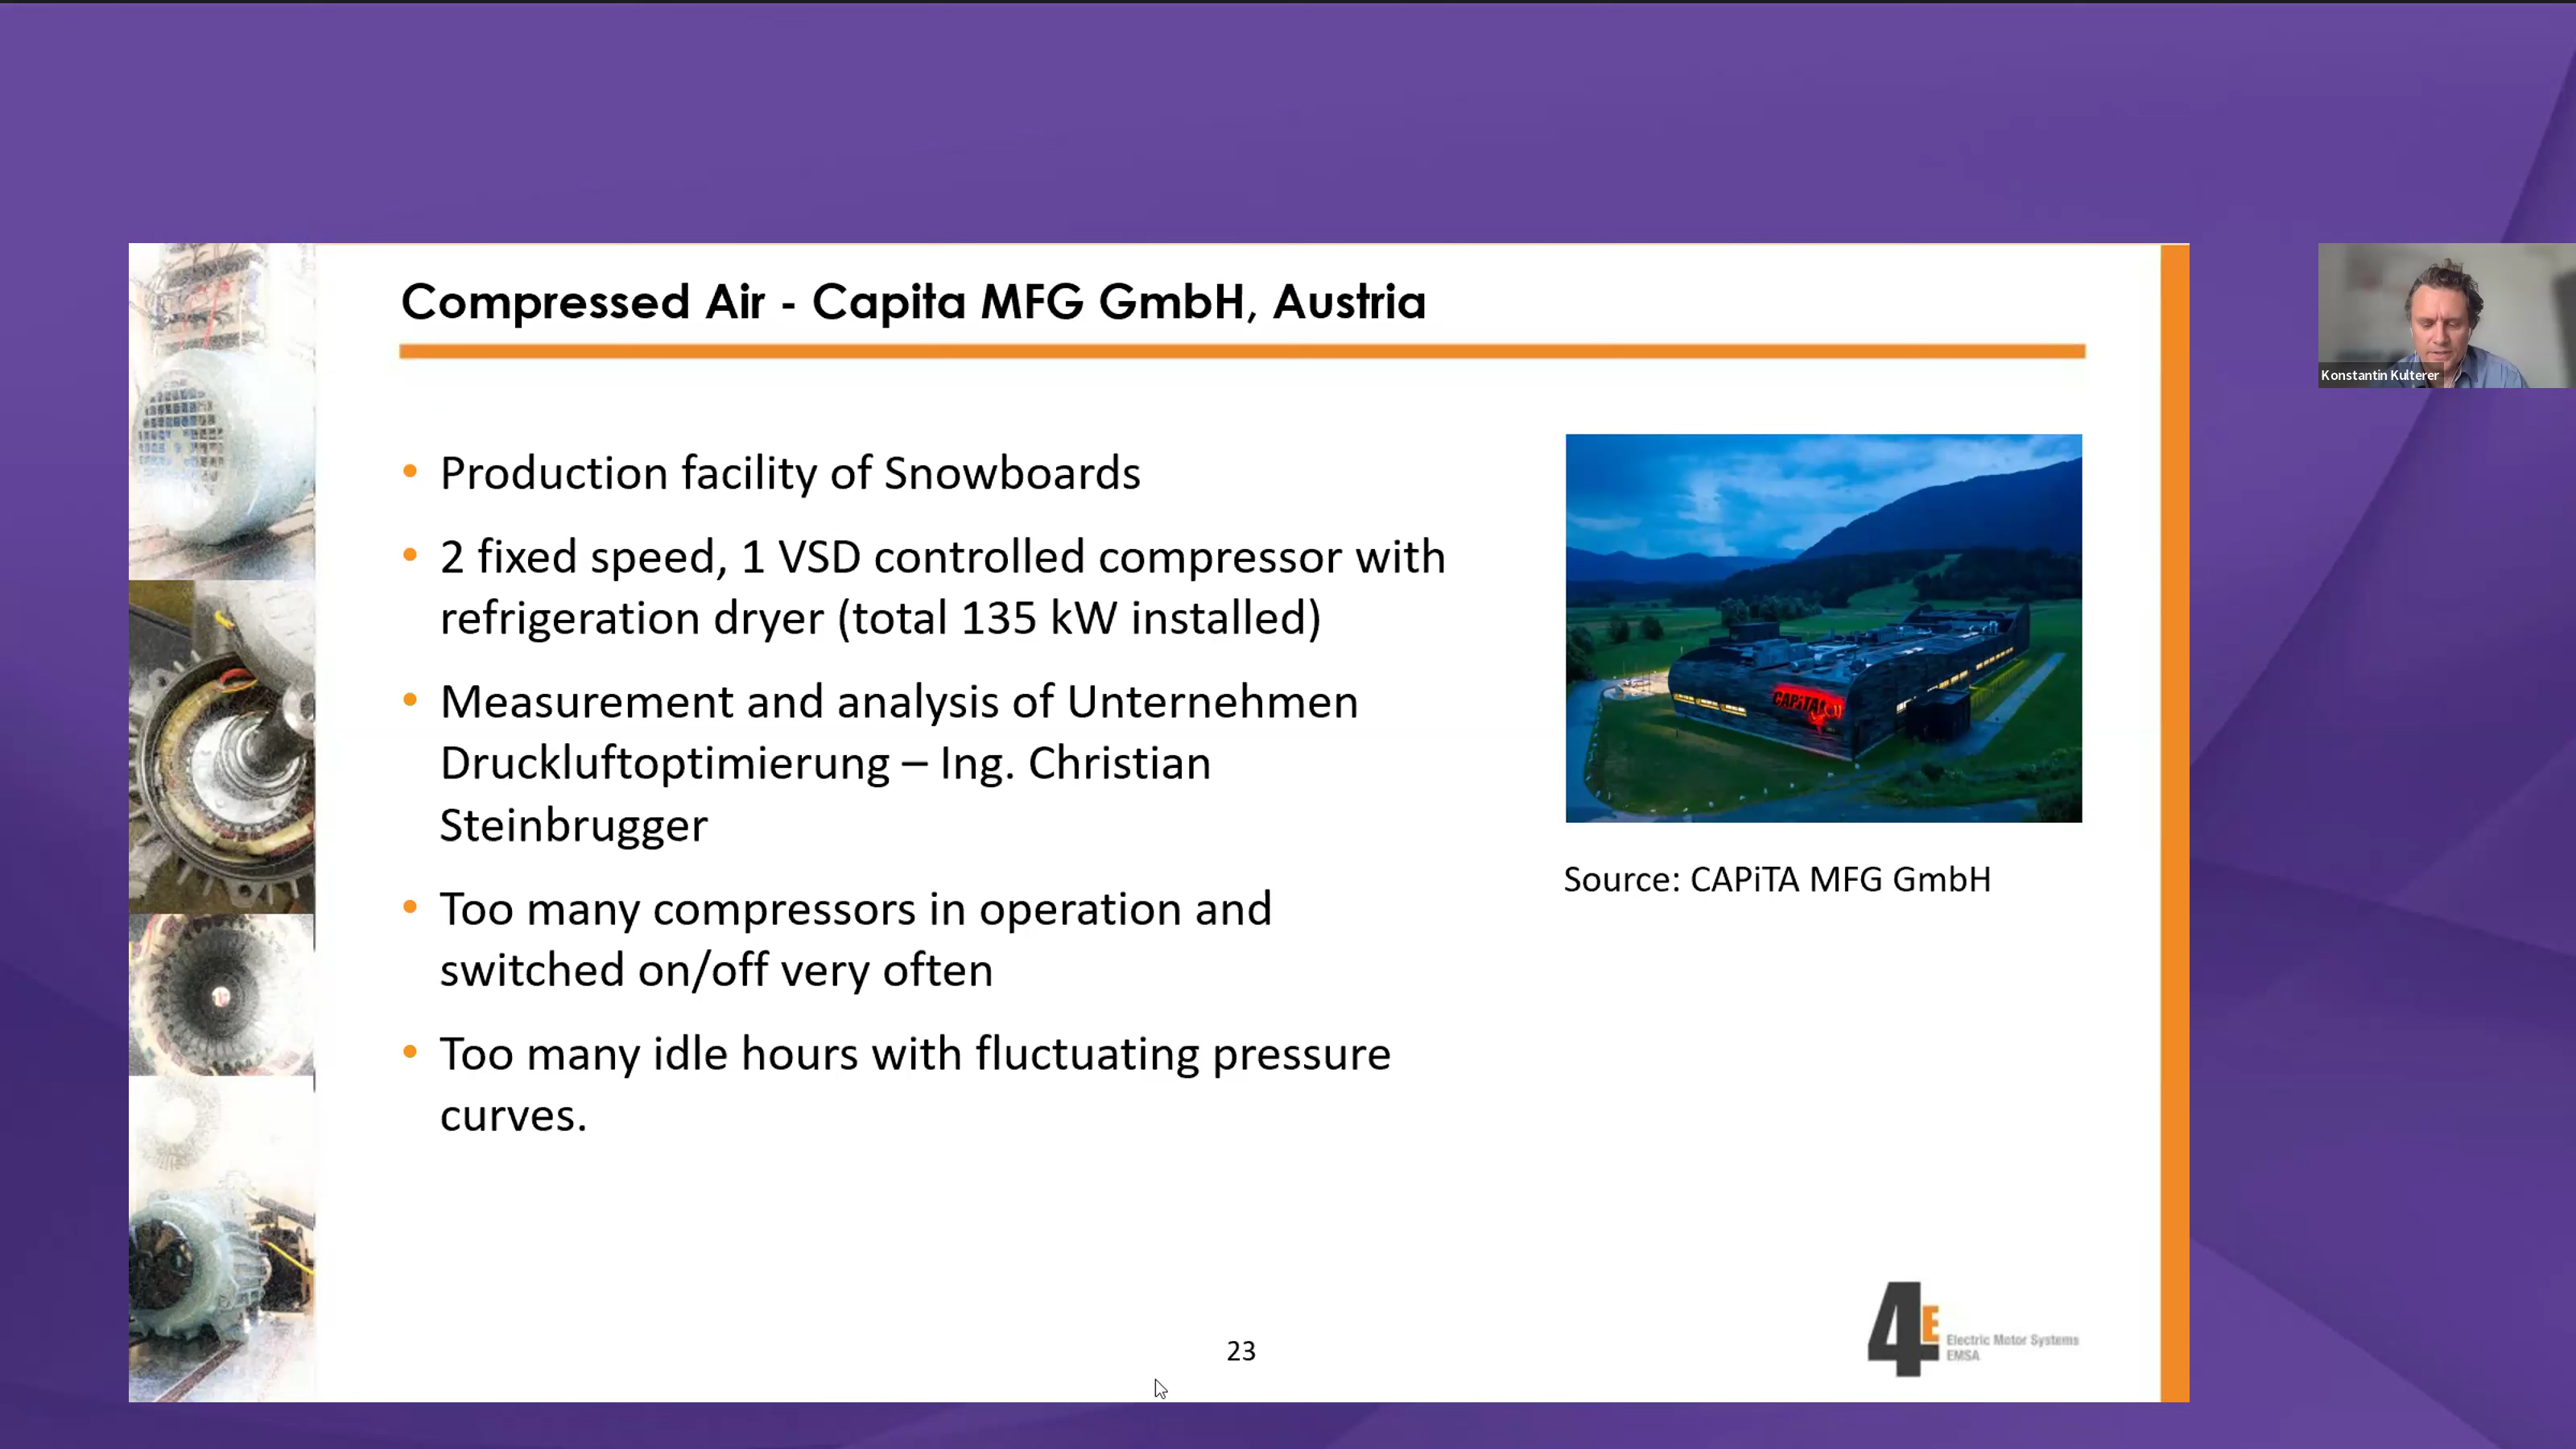 Compressed Air - Capita MFG GmbH, Austria
• Production facility of Snowboards
• 2 fixed speed, 1 VSD controlled compressor with
refrigeration dryer (total 135 kW installed)
• Measurement and analysis of Unternehmen
Druckluftoptimierung – Ing. Christian
Steinbrugger
• Too many compressors in operation and
switched on/off very often
• Too many idle hours with fluctuating pressure
curves.
CAPiTA
Source: CAPiTA MFG GmbH
23
4E
Electric Motor Systems
EMSA
Konstantin Kulterer